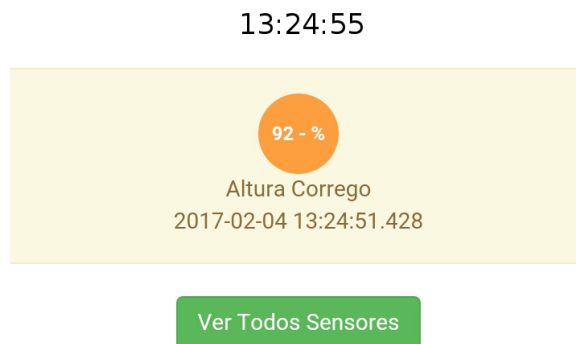 13:24:55
92 - %
Altura Corrego
2017-02-04 13:24:51.428
Ver Todos Sensores